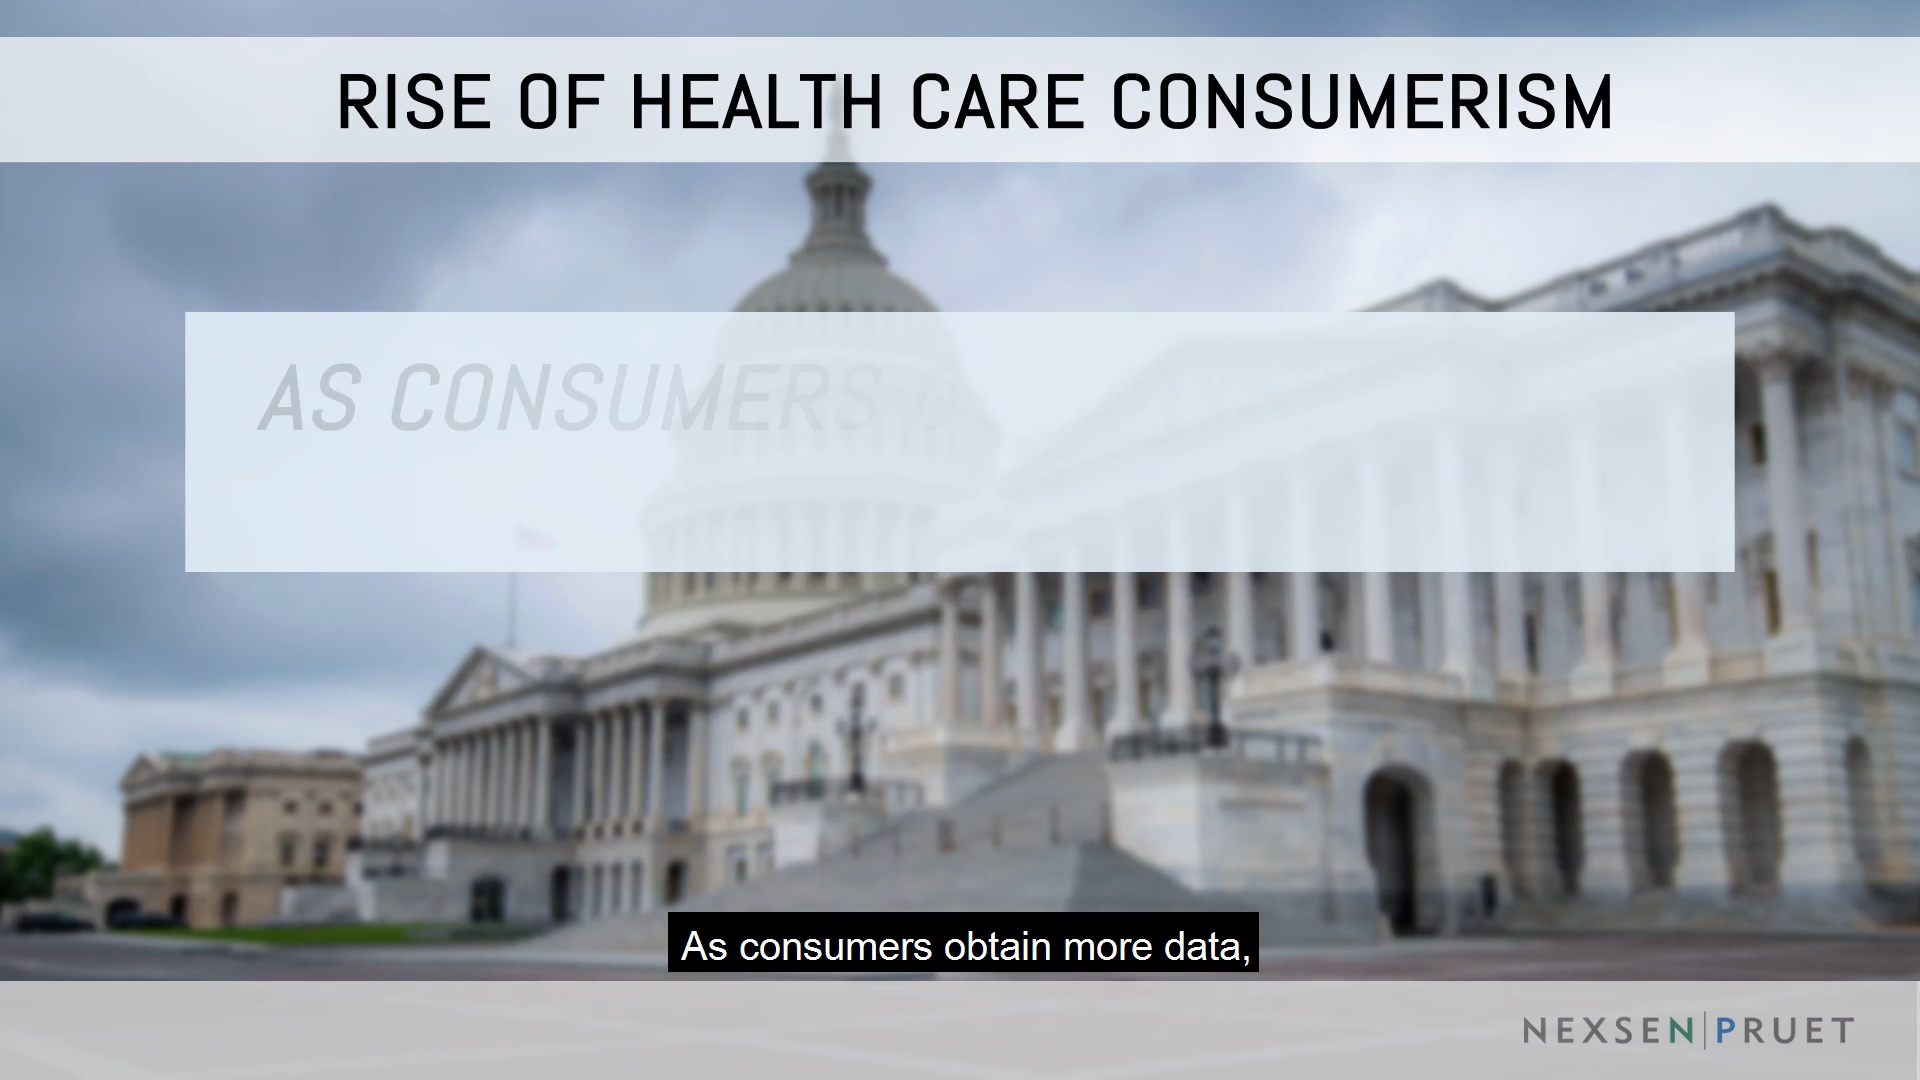 RISE OF HEALTH CARE CONSUMERISM
AS CONSUMERS
As consumers obtain more data,
NEXSEN PRUET